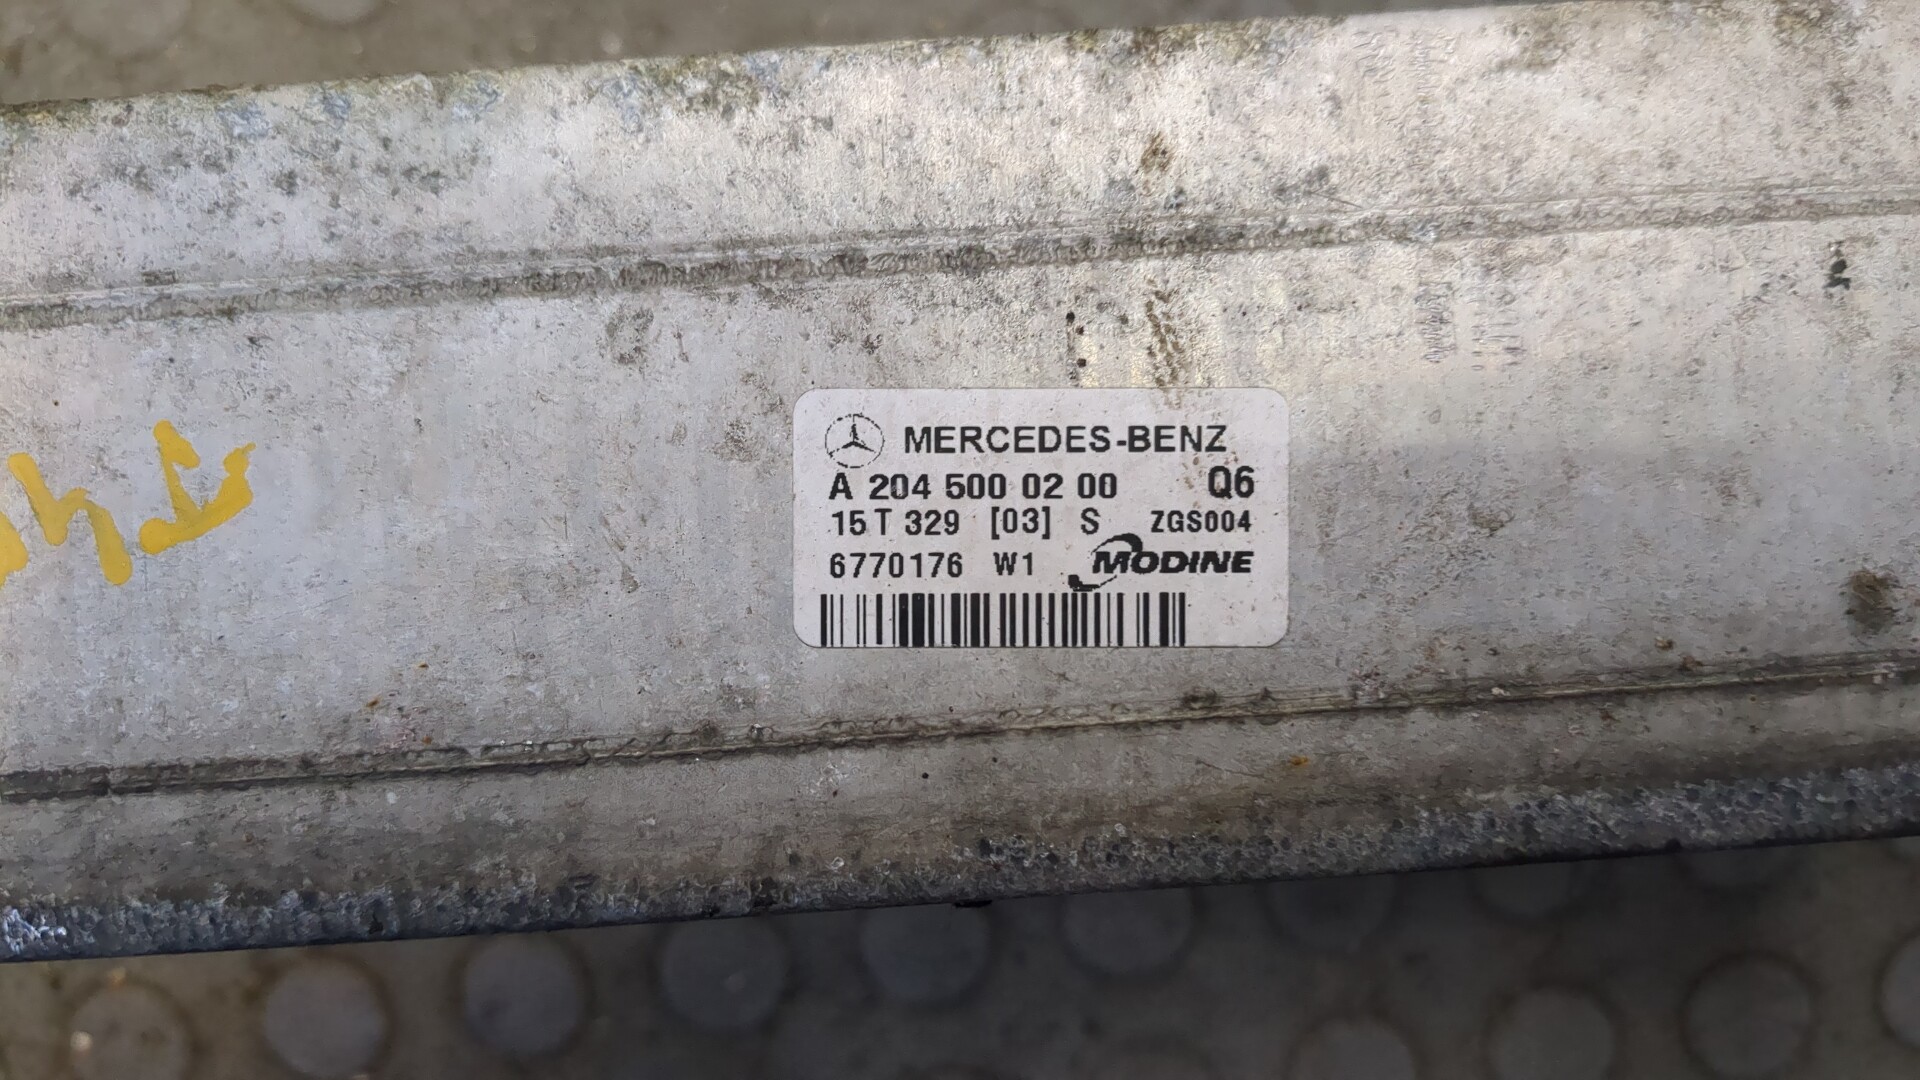 MERCEDES-BENZ
A 204 500 02 00 Q6
15 T 329 [03] S ZGS004
6770176 W1 MODINE